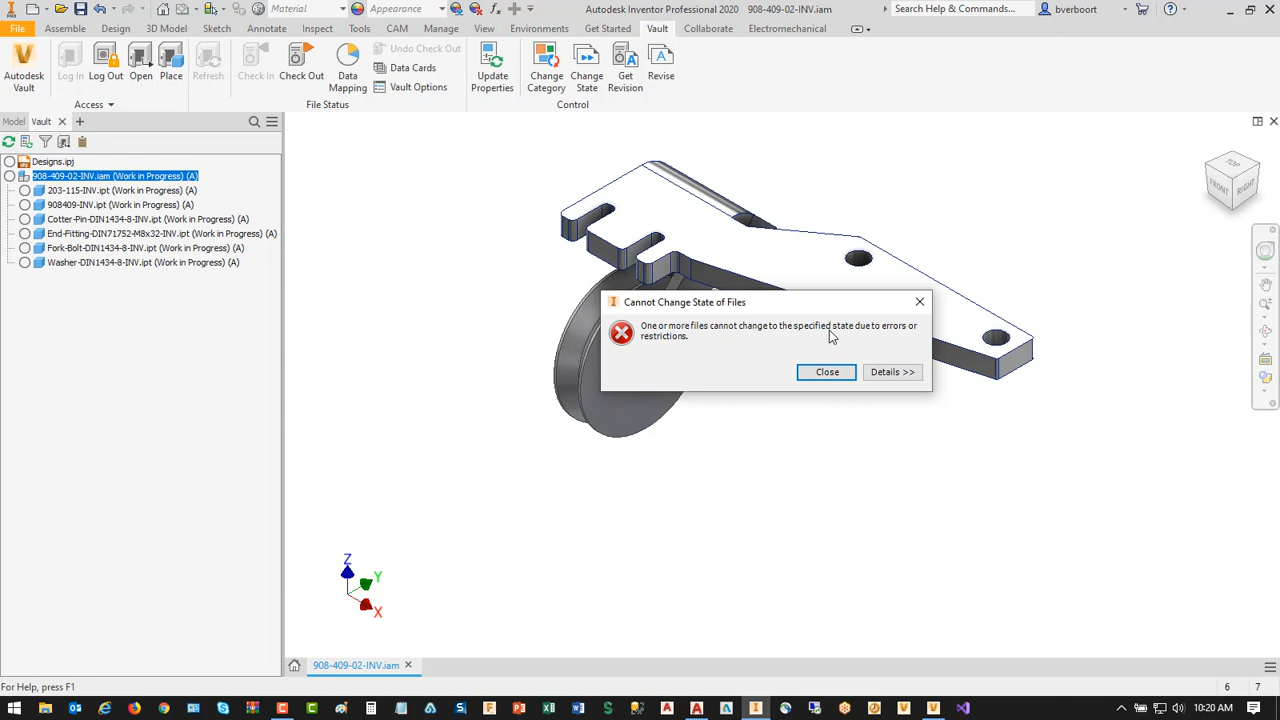 Material
Appearance
Autodesk Inventor Professional 2020 908-409-02-INV.iam
Search Help & Commands...
bverboort
File
Assemble
Design
3D Model
Sketch
Annotate
Inspect
Tools
CAM
Manage
View
Environments
Get Started
Vault
Collaborate
Electromechanical
Autodesk Vault
Log In
Log Out
Open
Place
Refresh
Check In
Check Out
Data Mapping
Undo Check Out
Data Cards
Vault Options
Update Properties
Change Category
Change State
Get Revision
Revise
Access
File Status
Control
Model
Vault
Designs.ipj
908-409-02-INV.iam (Work in Progress) (A)
203-115-INV.ipt (Work in Progress) (A)
908409-INV.ipt (Work in Progress) (A)
Cotter-Pin-DIN1434-8-INV.ipt (Work in Progress) (A)
End-Fitting-DIN71752-M8x32-INV.ipt (Work in Progress) (A)
Fork-Bolt-DIN1434-8-INV.ipt (Work in Progress) (A)
Washer-DIN1434-8-INV.ipt (Work in Progress) (A)
TOP
FRONT
RIGHT
Cannot Change State of Files
One or more files cannot change to the specified state due to errors or
restrictions.
Close
Details >>
Z
Y
X
908-409-02-INV.iam
For Help, press F1
6
7
10:20 AM